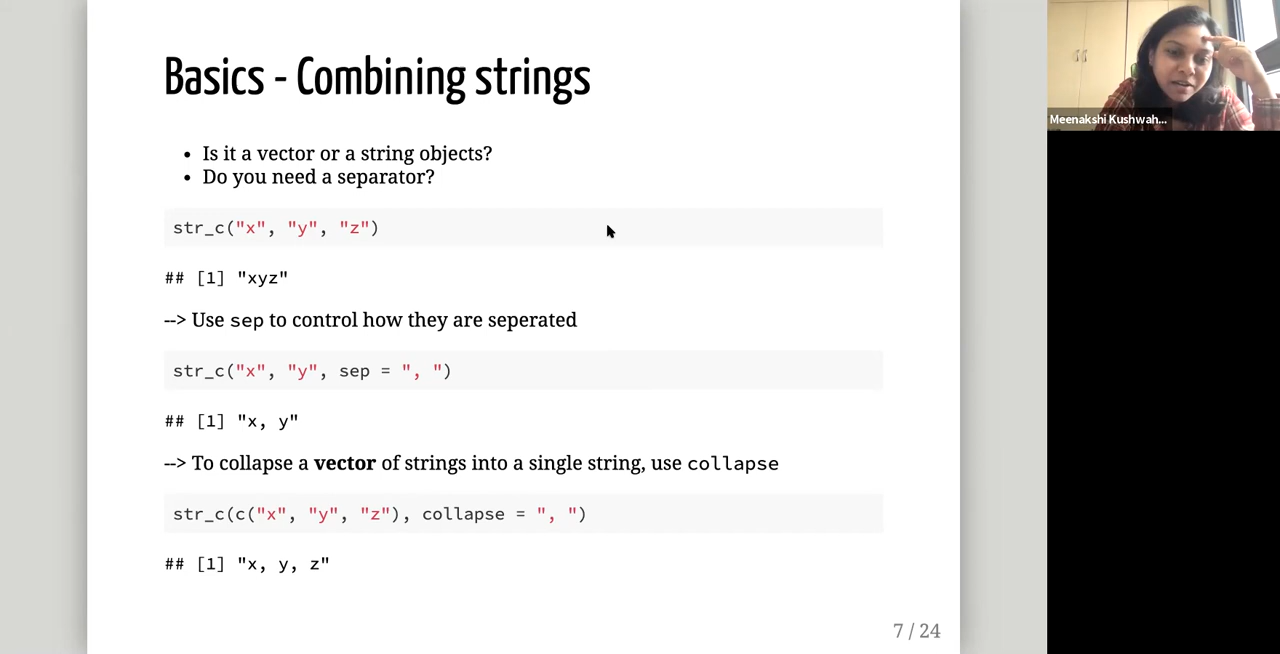 Basics - Combining strings
• Is it a vector or a string objects?
• Do you need a separator?
str_c("x", "y", "z")
## [1] "xyz"
--> Use sep to control how they are seperated
str_c("x", "y", sep = ", ")
## [1] "x, y"
--> To collapse a vector of strings into a single string, use collapse
str_c(c("x", "y", "z"), collapse = ", ")
## [1] "x, y, z"
7 / 24
Meenakshi Kushwah...